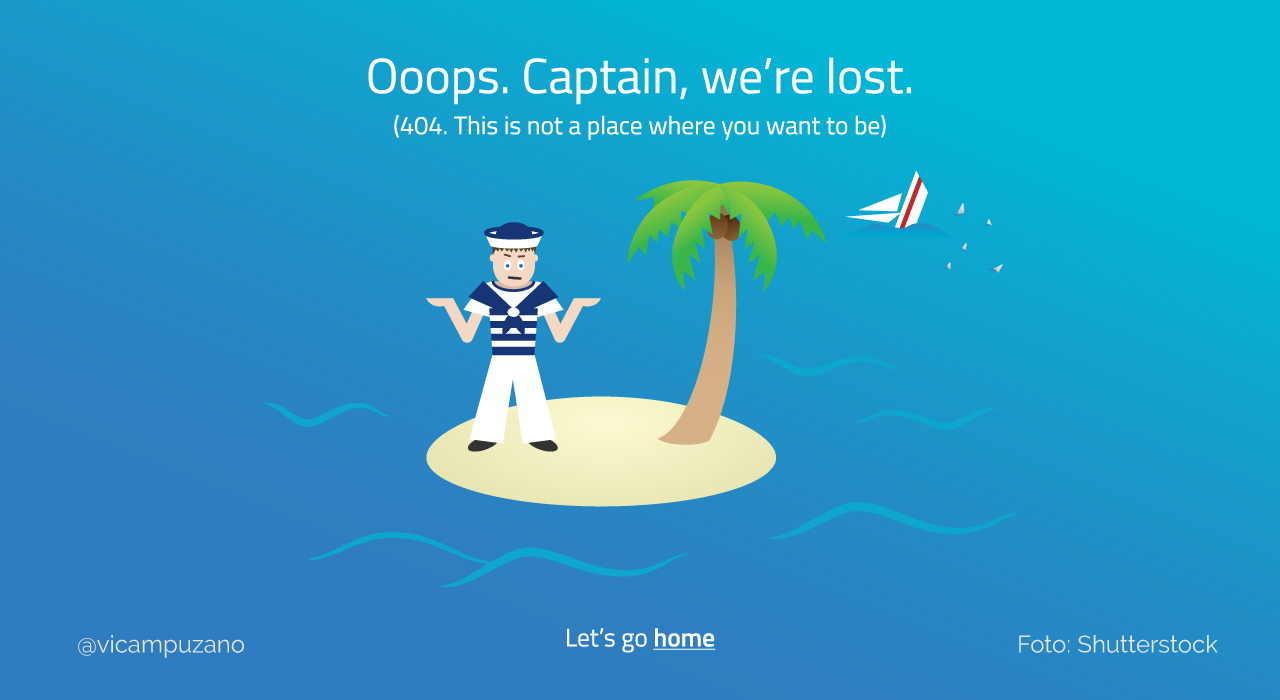 Ooops. Captain, we’re lost.
(404. This is not a place where you want to be)
@vicampuzano
Let’s go home
Foto: Shutterstock